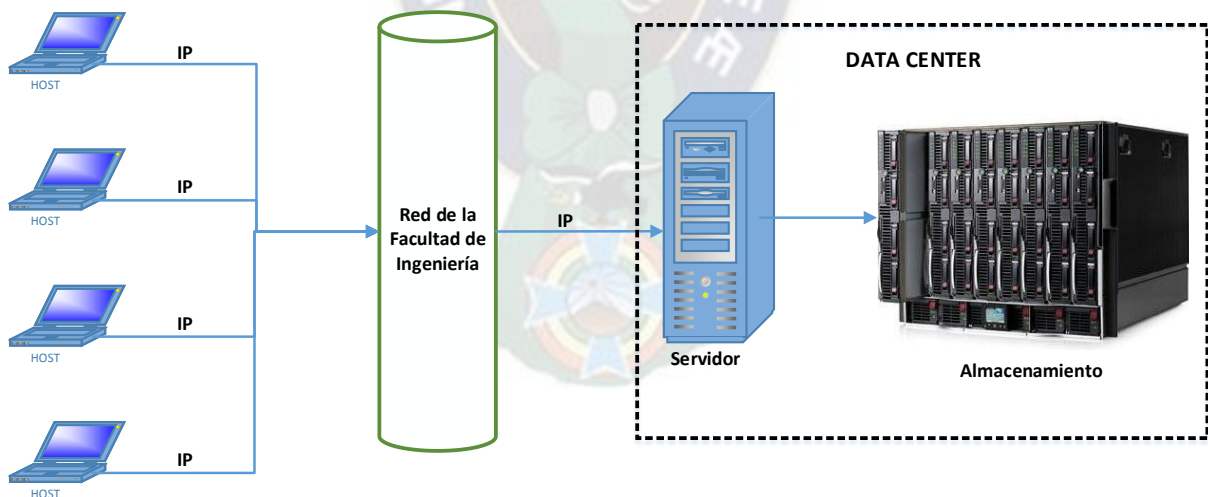 IP
HOST
IP
HOST
IP
HOST
IP
HOST
Red de la
Facultad de
Ingeniería
IP
DATA CENTER
Servidor
Almacenamiento